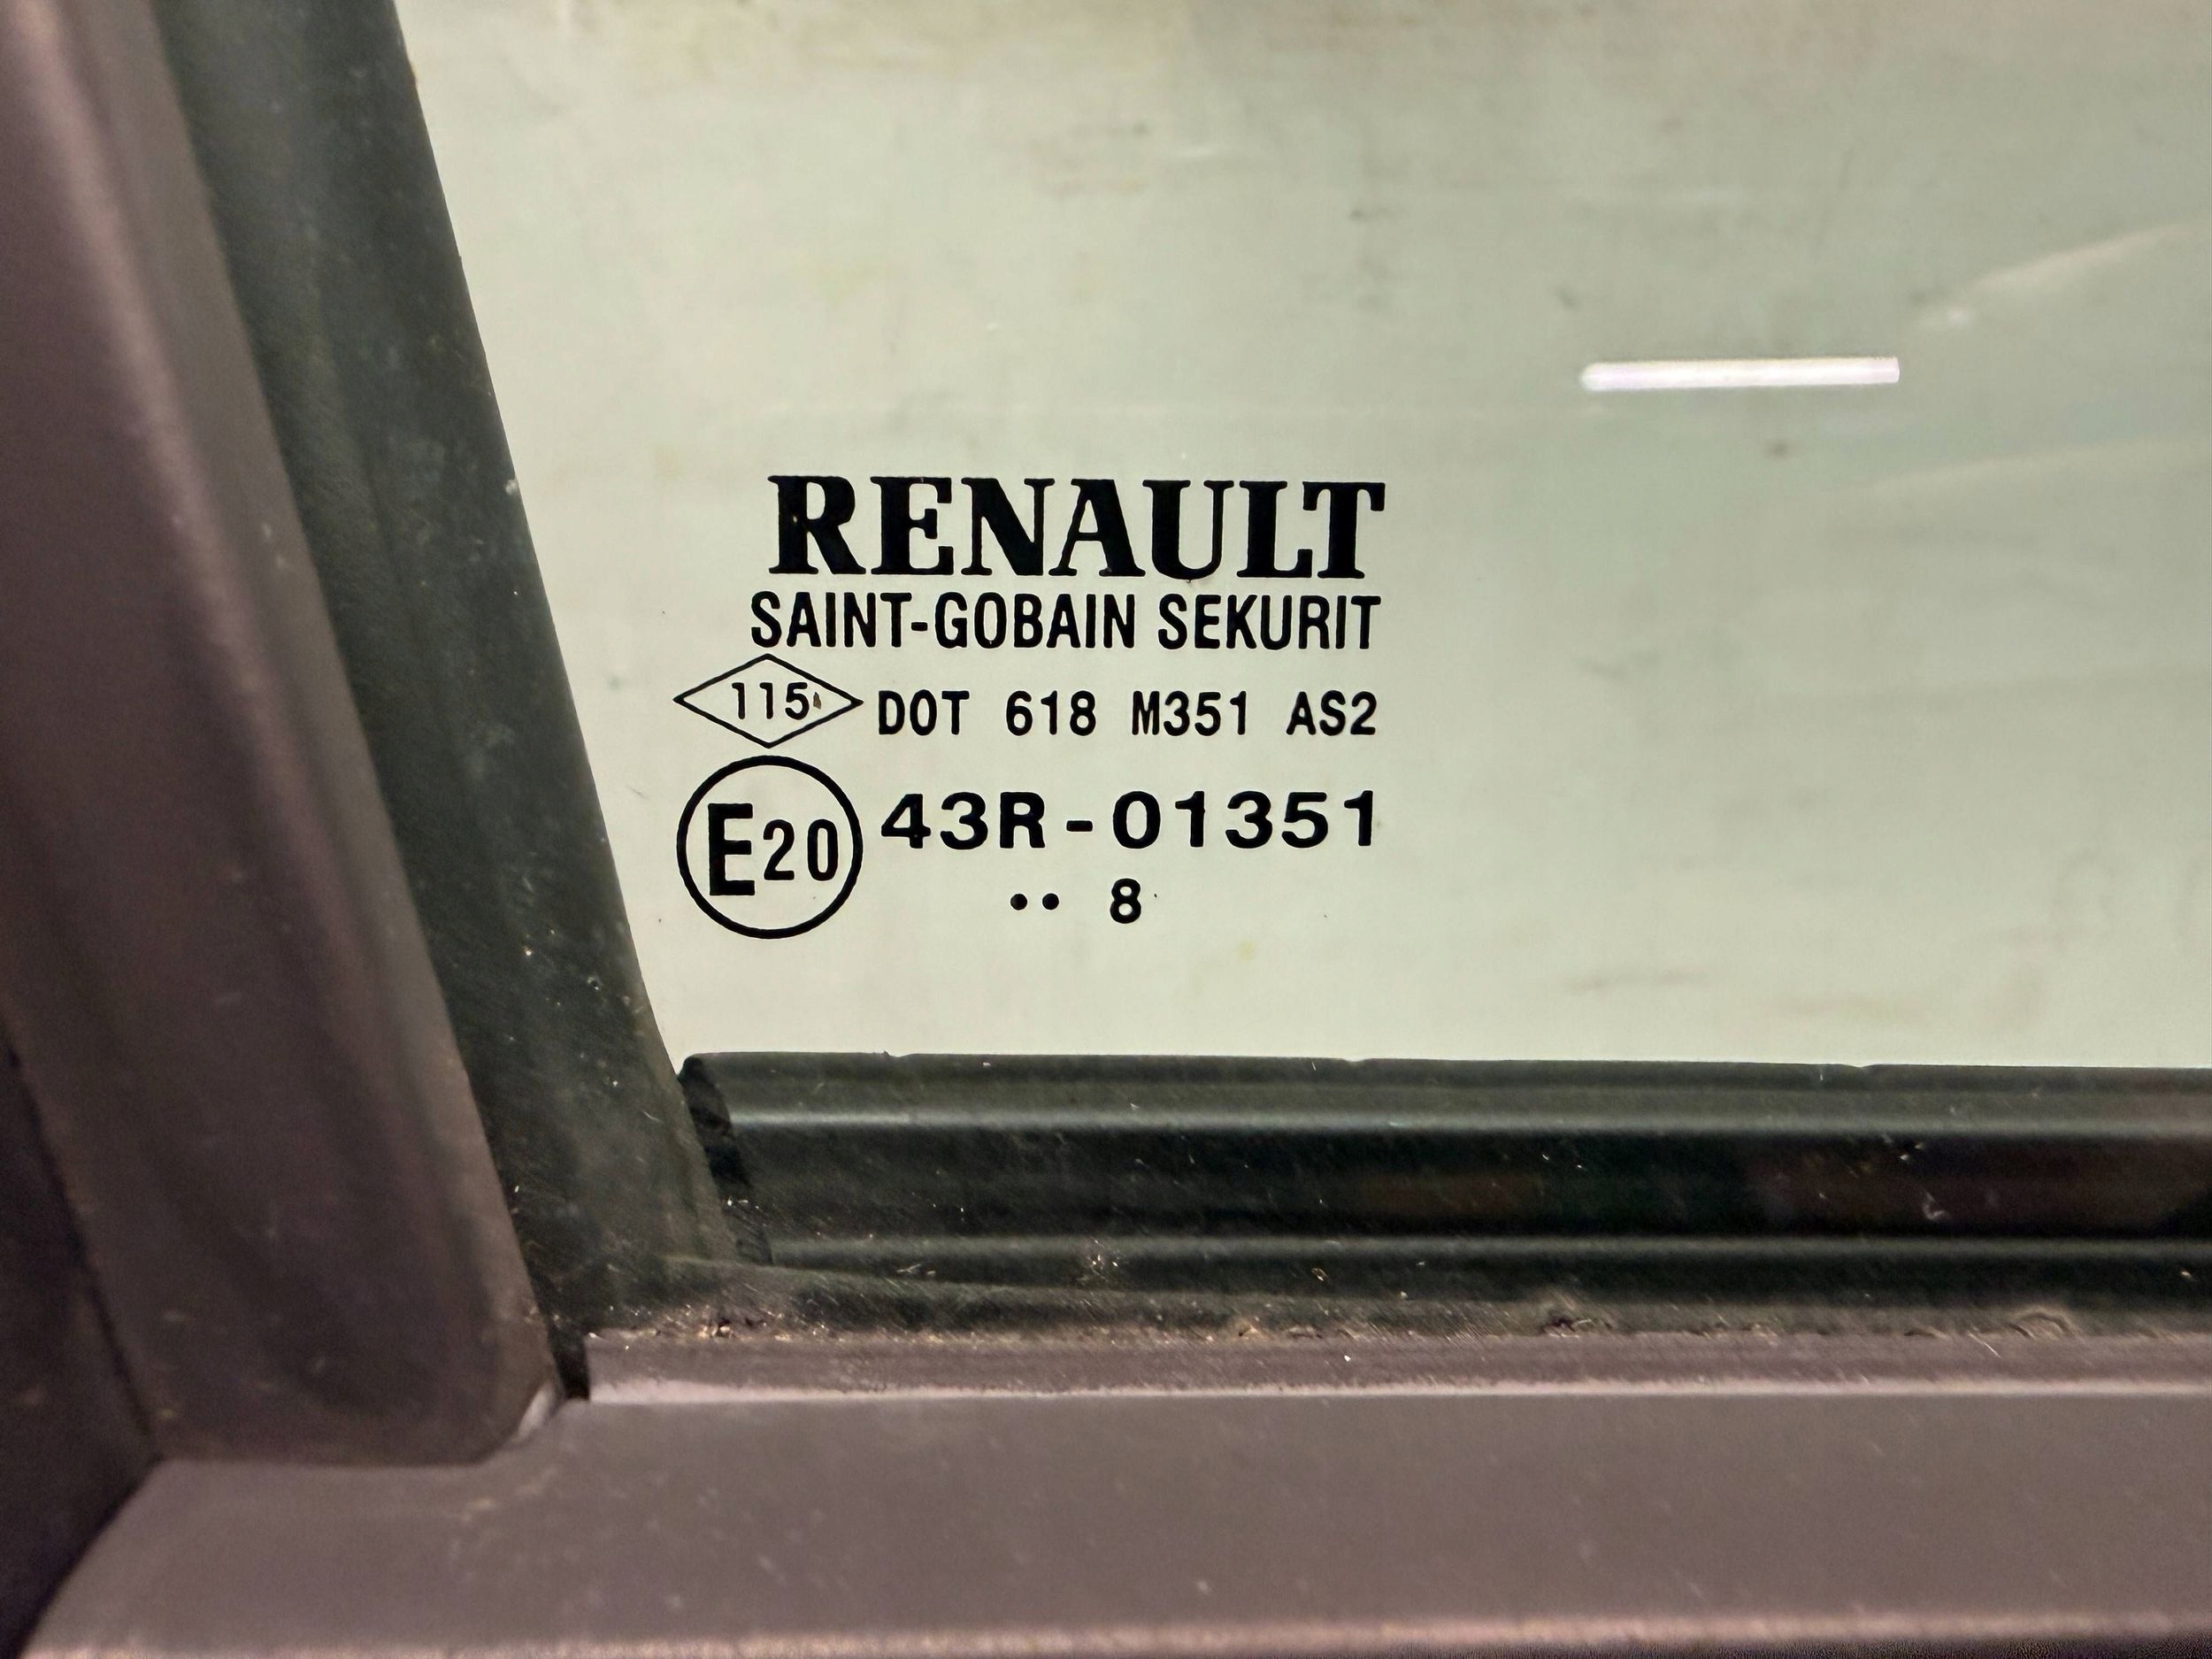 RENAULT
SAINT-GOBAIN SEKURIT
115 DOT 618 M351 AS2
E20 43R-01351
•• 8